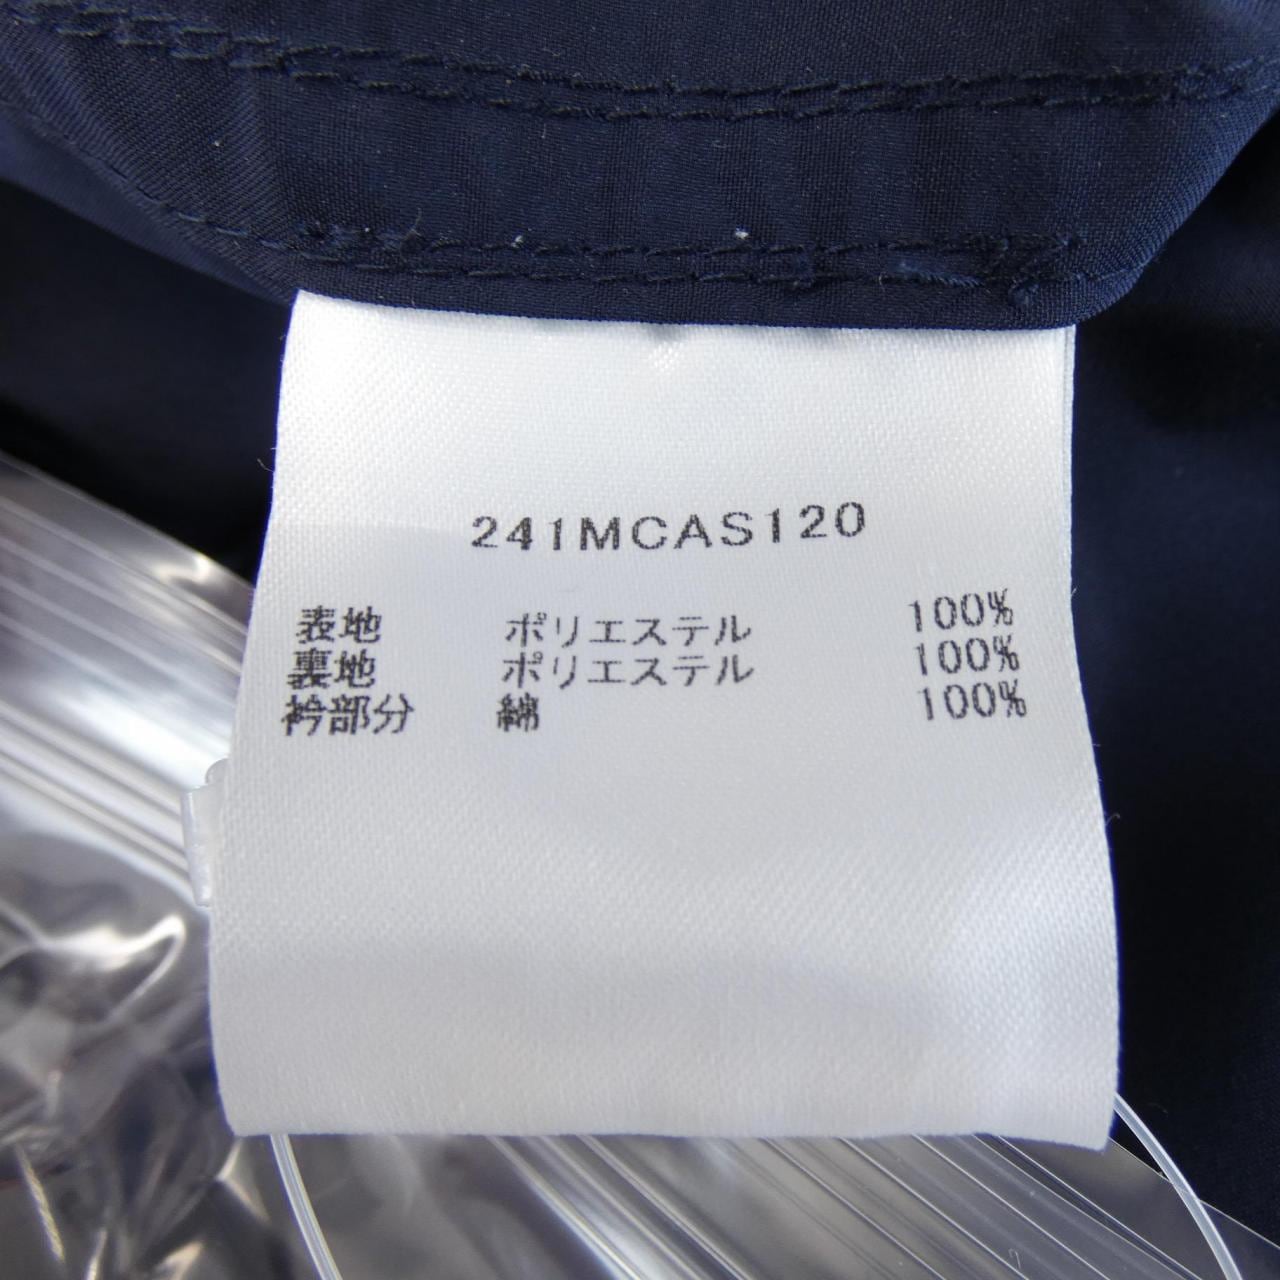 241MCAS120
表地 ポリエステル 100%
裏地 ポリエステル 100%
衿部分 綿 100%